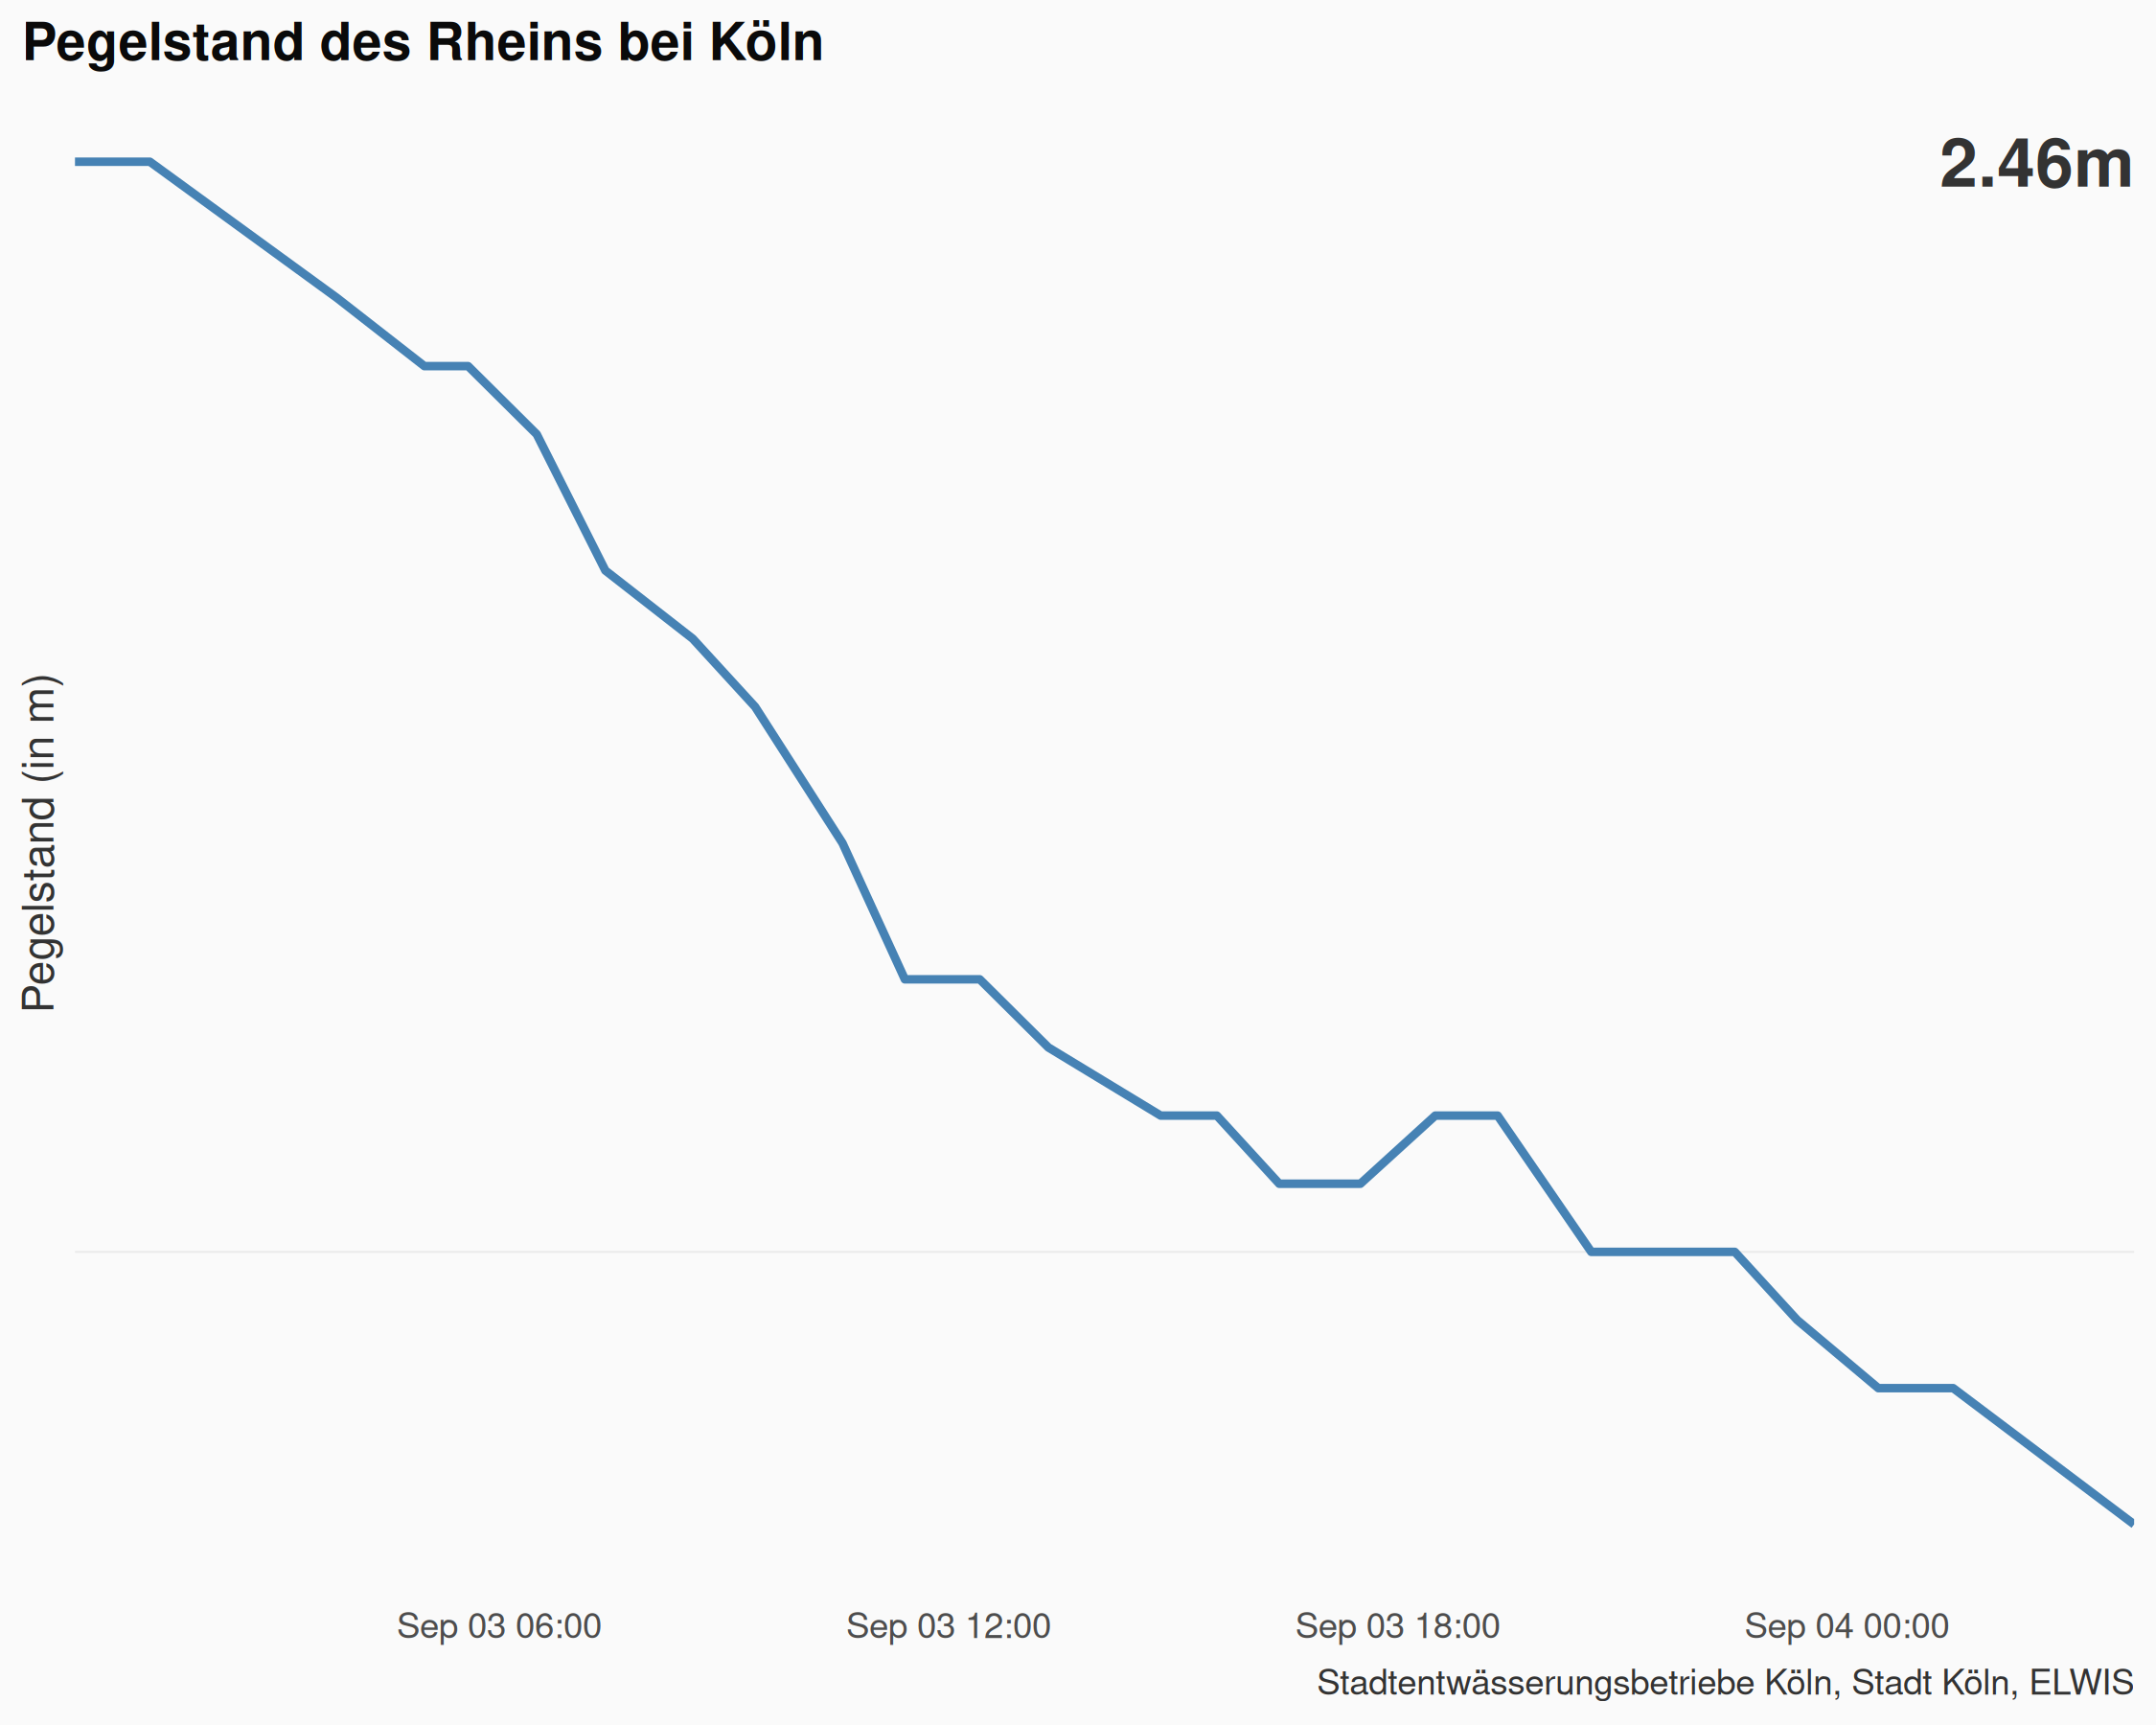 Pegelstand des Rheins bei Köln
2.46m
Pegelstand (in m)
Sep 03 06:00
Sep 03 12:00
Sep 03 18:00
Sep 04 00:00
Stadtentwässerungsbetriebe Köln, Stadt Köln, ELWIS